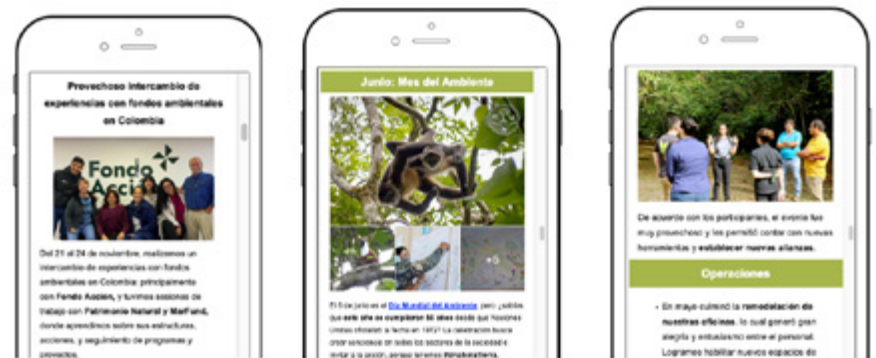 Provechoso intercambio de
experiencias con fondos ambientales
en Colombia
Fondo
Acción
Del 21 al 24 de noviembre, realizamos un
intercambio de experiencias con fondos
ambientales en Colombia: principalmente
con Fondo Acción, y tuvimos sesiones de
trabajo con Patrimonio Natural y MarFund,
donde aprendimos sobre sus estructuras,
acciones, y seguimiento de programas y
proyectos.
Junio: Mes del Ambiente
+6
El 5 de junio es el Día Mundial del Ambiente, pero ¿sabías
que este año se cumplieron 50 años desde que Naciones
Unidas oficializó la fecha en 1972? La celebración busca
crear conciencia en todos los sectores de la sociedad e
invitar a la acción, porque tenemos
De acuerdo con los participantes, el evento fue
muy provechoso y les permitió contar con nuevas
herramientas y establecer nuevas alianzas.
Operaciones
• En mayo culminó la remodelación de
nuestras oficinas, lo cual generó gran
alegría y entusiasmo entre el personal.
Logramos habilitar nuevos espacios de